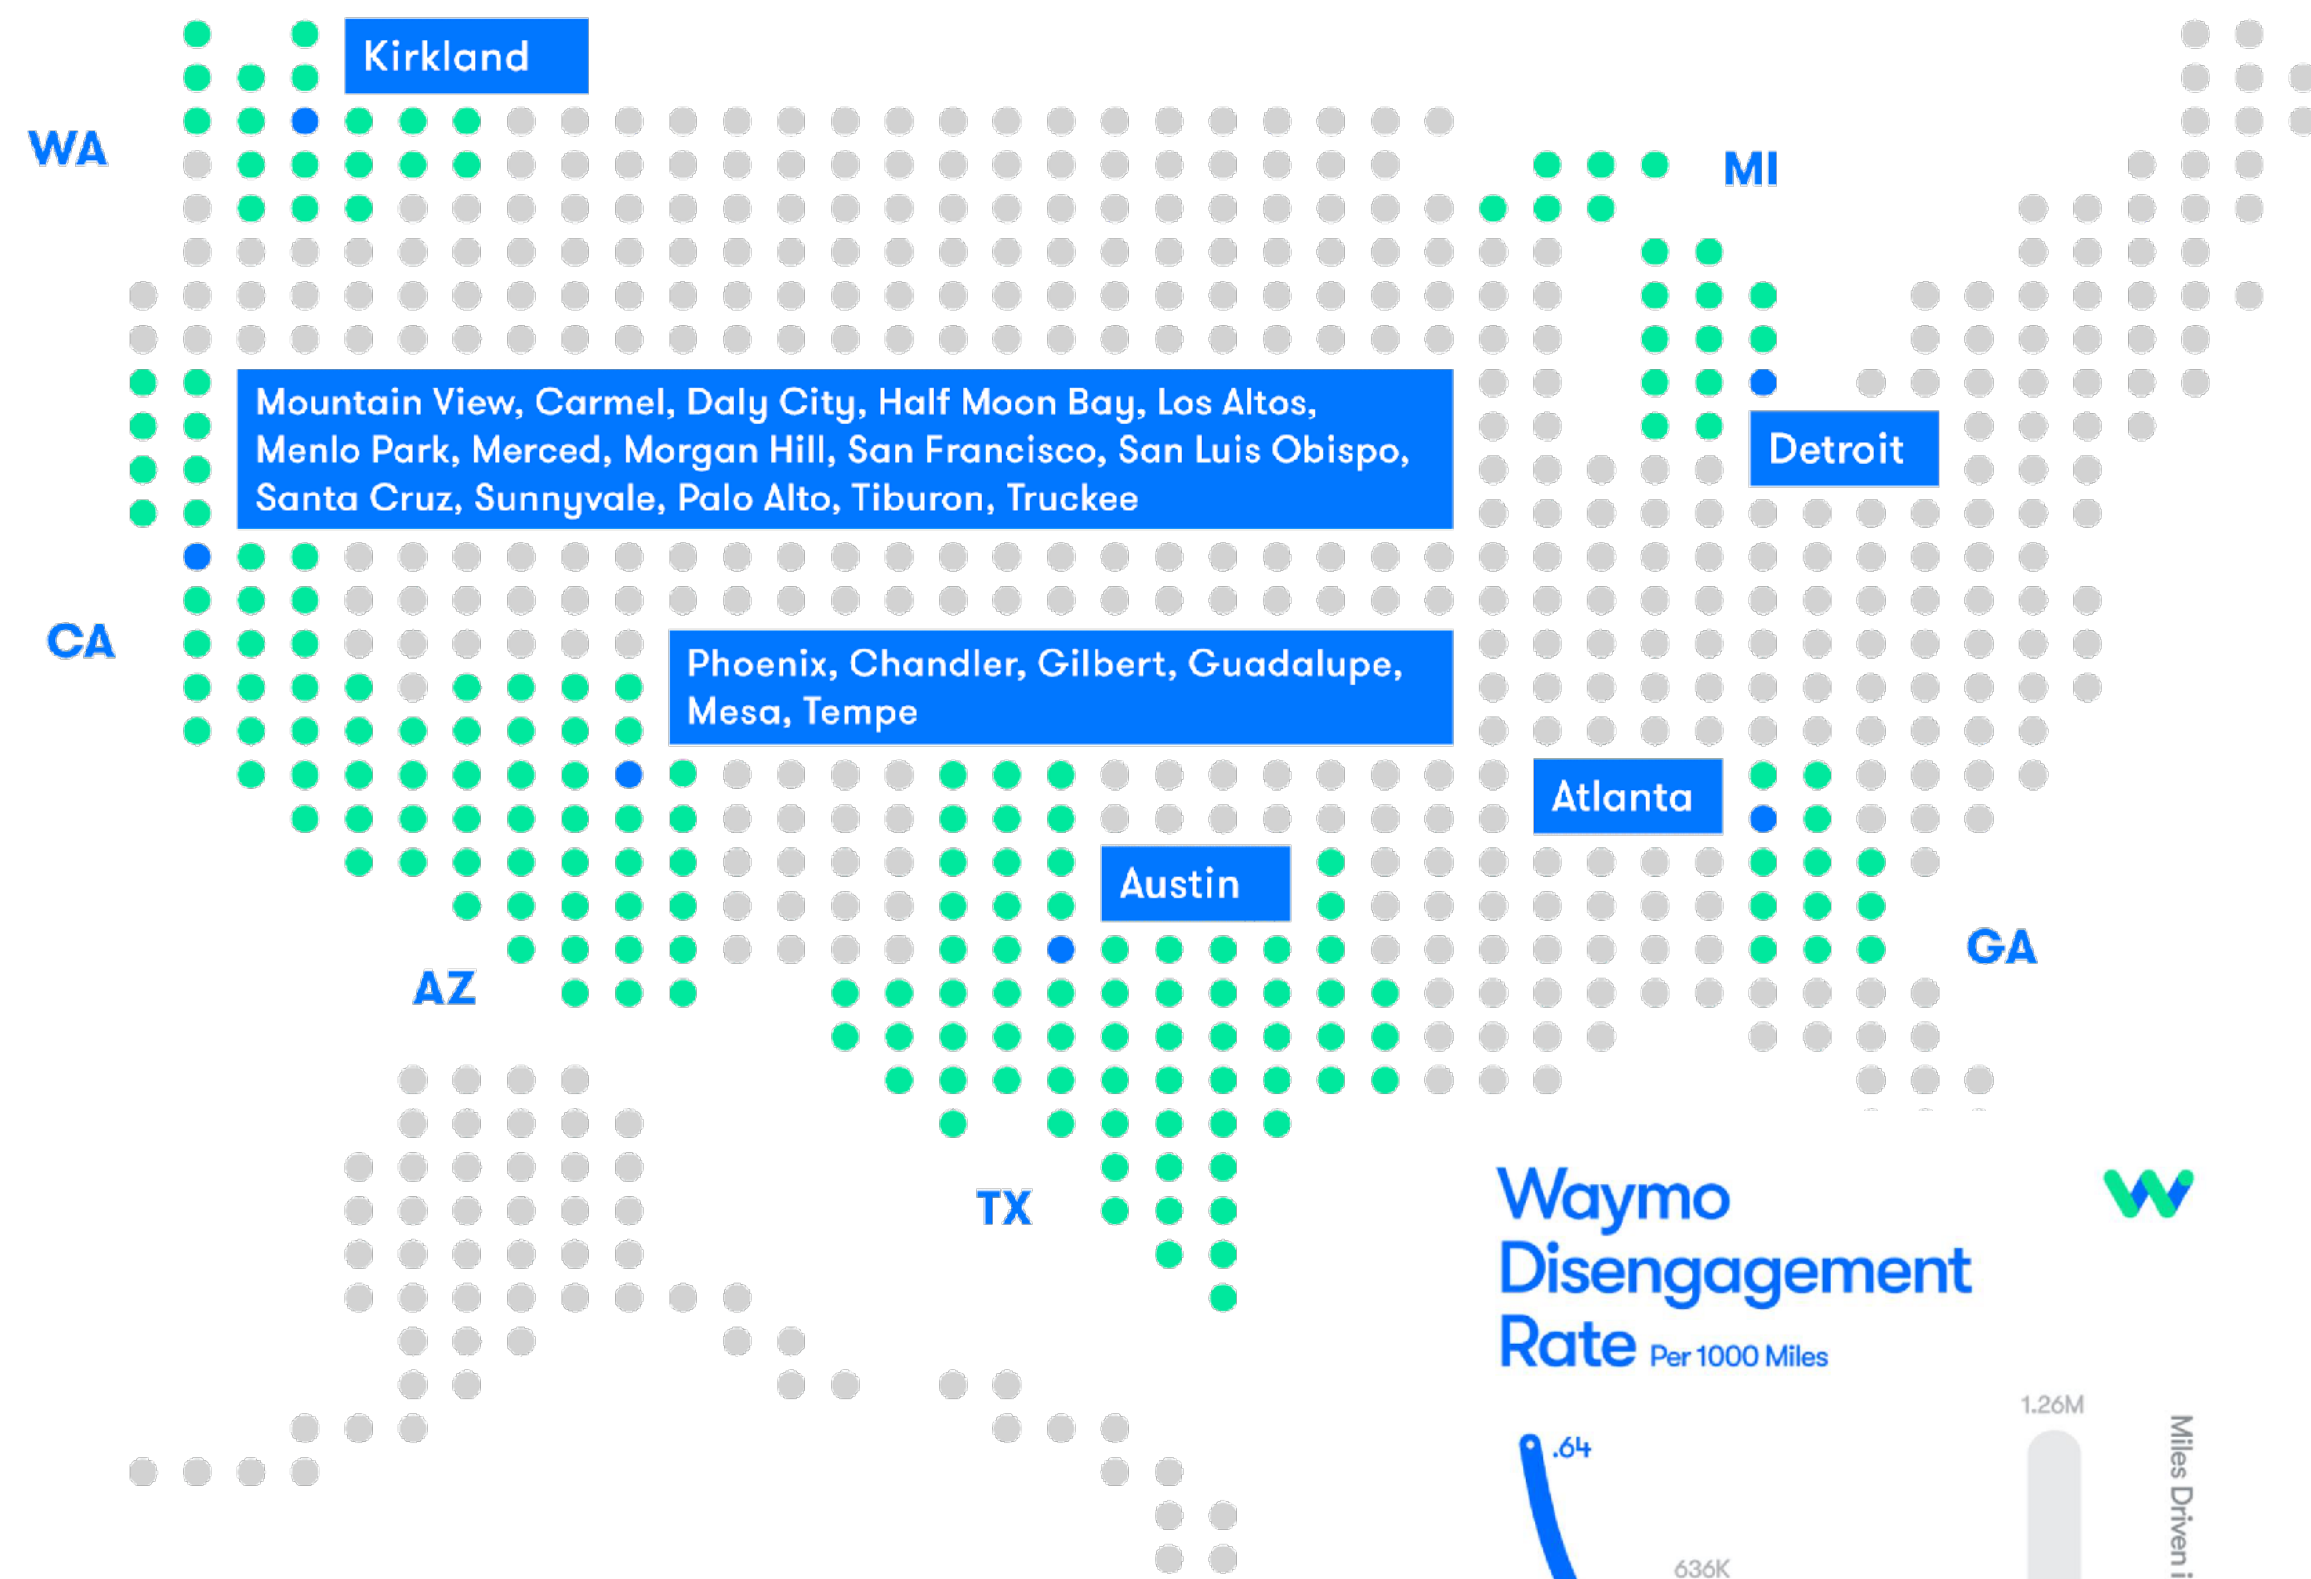 Kirkland
WA
MI
Mountain View, Carmel, Daly City, Half Moon Bay, Los Altos,
Menlo Park, Merced, Morgan Hill, San Francisco, San Luis Obispo,
Santa Cruz, Sunnyvale, Palo Alto, Tiburon, Truckee
Detroit
CA
Phoenix, Chandler, Gilbert, Guadalupe,
Mesa, Tempe
Atlanta
Austin
GA
AZ
TX
Waymo
Disengagement
Rate Per 1000 Miles
1.26M
.64
636K
Miles Driven i